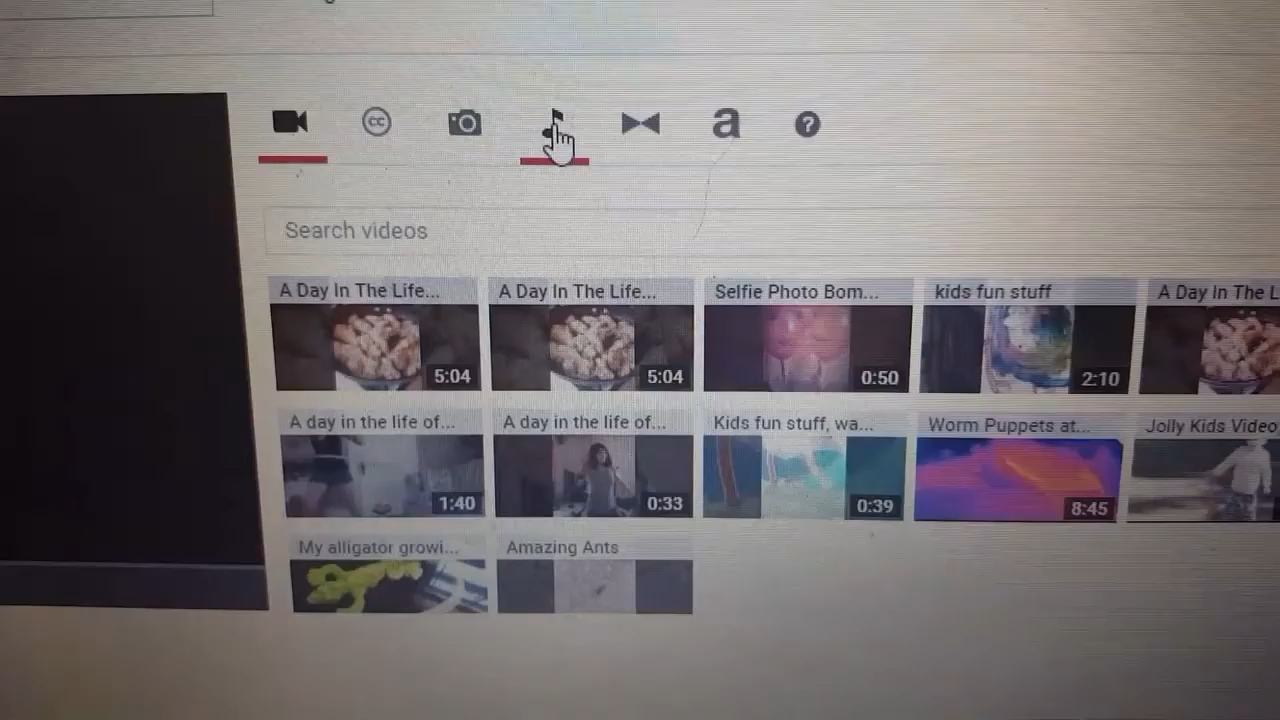 cc a ?
Search videos
A Day In The Life... A Day In The Life... Selfie Photo Bom... kids fun stuff A Day In The L
5:04 5:04 0:50 2:10
A day in the life of... A day in the life of... Kids fun stuff, wa... Worm Puppets at... Jolly Kids Video
1:40 0:33 0:39 8:45
My alligator growi... Amazing Ants